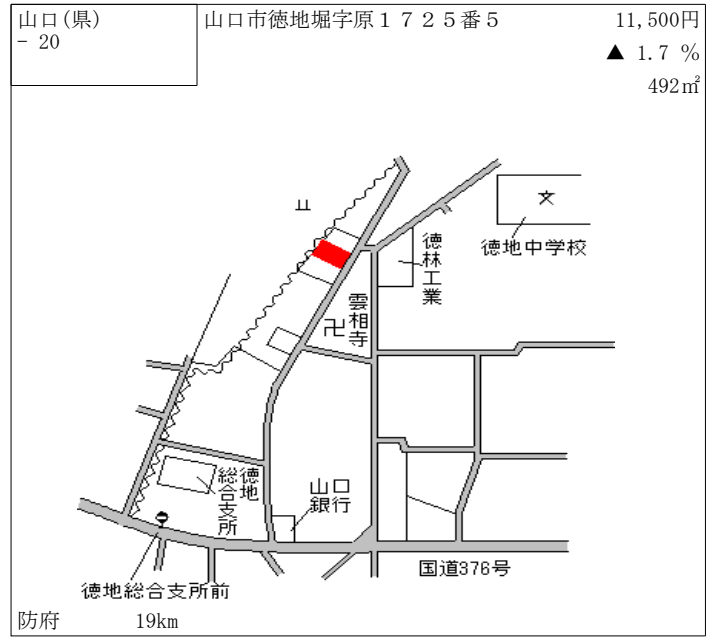 山口(県)
- 20
山口市徳地堀字原１７２５番５
11,500円
▲ 1.7 %
492㎡
文
徳地中学校
徳林工業
雲相寺
卍
徳地
総合支所
山口
銀行
国道376号
徳地総合支所前
防府 19km